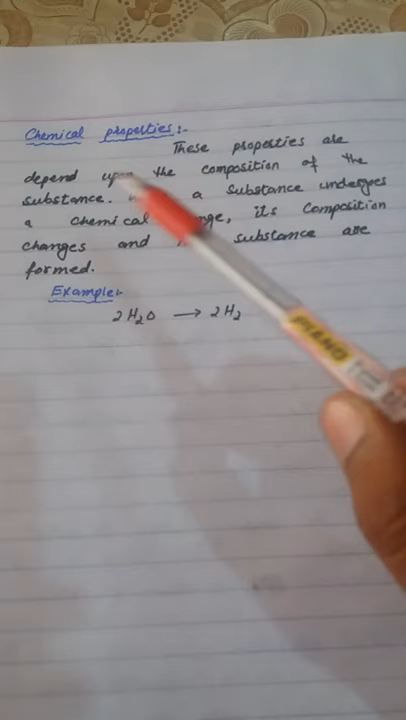 Chemical properties:-
These properties are
depend upon the composition of the
substance. a substance undergoes
a chemical, its composition
changes and substance are
formed.
Example:-
2H₂O → 2H₂
PIANO